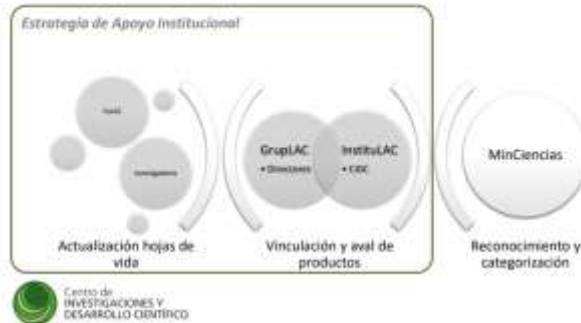 Estrategia de Apoyo Institucional
GrupLAC
• Directores
InstituLAC
• CIDC
MinCiencias
Actualización hojas de
vida
Vinculación y aval de
productos
Reconocimiento y
categorización
Centro de
INVESTIGACIONES Y
DESARROLLO CIENTÍFICO